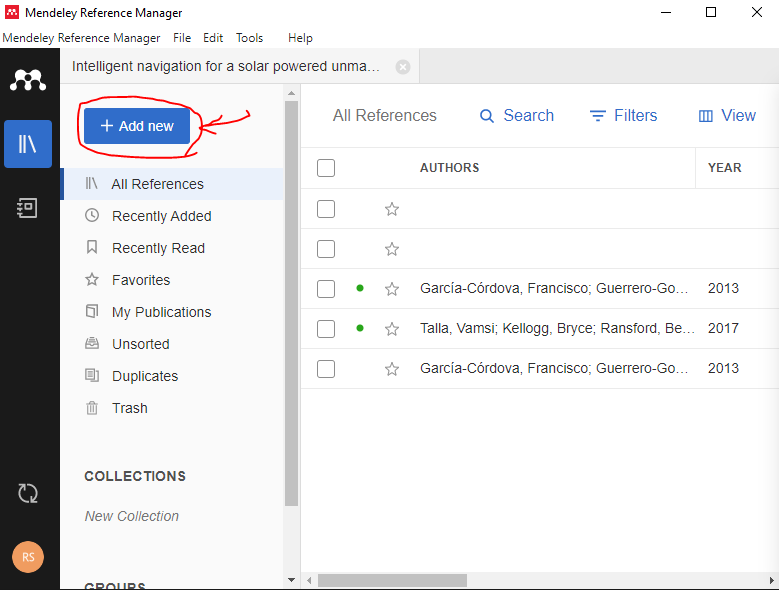 Mendeley Reference Manager
Mendeley Reference Manager File Edit Tools Help
Intelligent navigation for a solar powered unma...
+ Add new
All References
Recently Added
Recently Read
Favorites
My Publications
Unsorted
Duplicates
Trash
COLLECTIONS
New Collection
GROUPS
RS
All References Search Filters View
AUTHORS YEAR
García-Córdova, Francisco; Guerrero-Go... 2013
Talla, Vamsi; Kellogg, Bryce; Ransford, Be... 2017
García-Córdova, Francisco; Guerrero-Go... 2013